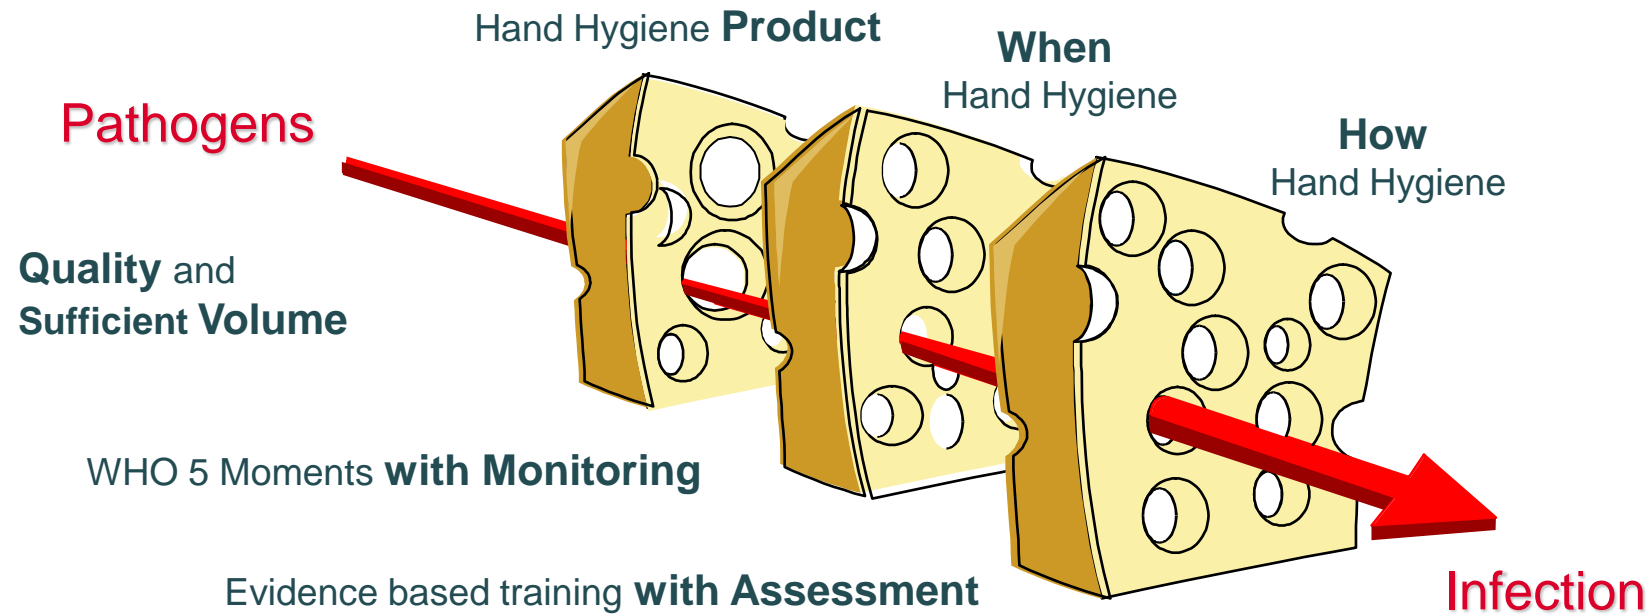 Hand Hygiene Product
When
Hand Hygiene
How
Hand Hygiene
Pathogens
Quality and
Sufficient Volume
WHO 5 Moments with Monitoring
Evidence based training with Assessment
Infection